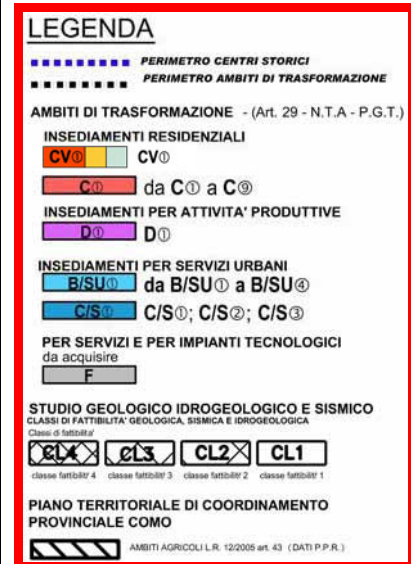 LEGENDA
PERIMETRO CENTRI STORICI
PERIMETRO AMBITI DI TRASFORMAZIONE
AMBITI DI TRASFORMAZIONE - (Art. 29 - N.T.A - P.G.T.)
INSEDIAMENTI RESIDENZIALI
CV① CV①
C① da C① a C⑨
INSEDIAMENTI PER ATTIVITA' PRODUTTIVE
D① D①
INSEDIAMENTI PER SERVIZI URBANI
B/SU① da B/SU① a B/SU④
C/S① C/S①; C/S②; C/S③
PER SERVIZI E PER IMPIANTI TECNOLOGICI
da acquisire
F
STUDIO GEOLOGICO IDROGEOLOGICO E SISMICO
CLASSI DI FATTIBILITA' GEOLOGICA, SISMICA E IDROGEOLOGICA
Classi di fattibilita'
CL4 CL3 CL2 CL1
classe fattibilit' 4 classe fattibilit' 3 classe fattibilit' 2 classe fattibilit' 1
PIANO TERRITORIALE DI COORDINAMENTO
PROVINCIALE COMO
AMBITI AGRICOLI L.R. 12/2005 art. 43 (DATI P.P.R.)